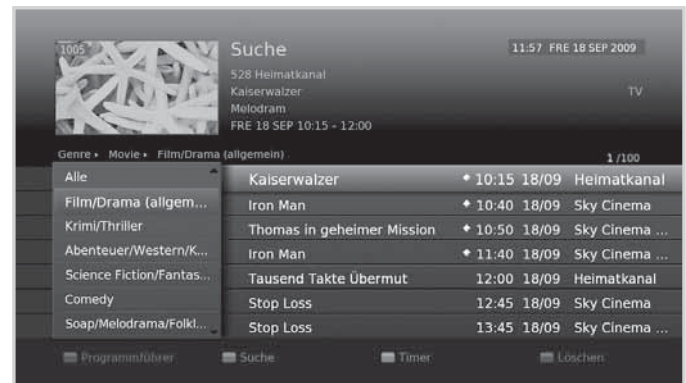 1005
Suche
11:57 FRE 18 SEP 2009
528 Heimatkanal
Kaiserwalzer
TV
Melodram
FRE 18 SEP 10:15 - 12:00
Genre Movie Film/Drama (allgemein)
1 /100
Alle
Film/Drama (allgem...
Krimi/Thriller
Abenteuer/Western/K...
Science Fiction/Fantas...
Comedy
Soap/Melodrama/Folkl...
Kaiserwalzer 10:15 18/09 Heimatkanal
Iron Man 10:40 18/09 Sky Cinema
Thomas in geheimer Mission 10:50 18/09 Sky Cinema ...
Iron Man 11:40 18/09 Sky Cinema ...
Tausend Takte Übermut 12:00 18/09 Heimatkanal
Stop Loss 12:45 18/09 Sky Cinema
Stop Loss 13:45 18/09 Sky Cinema ...
Programmführer Suche Timer Löschen